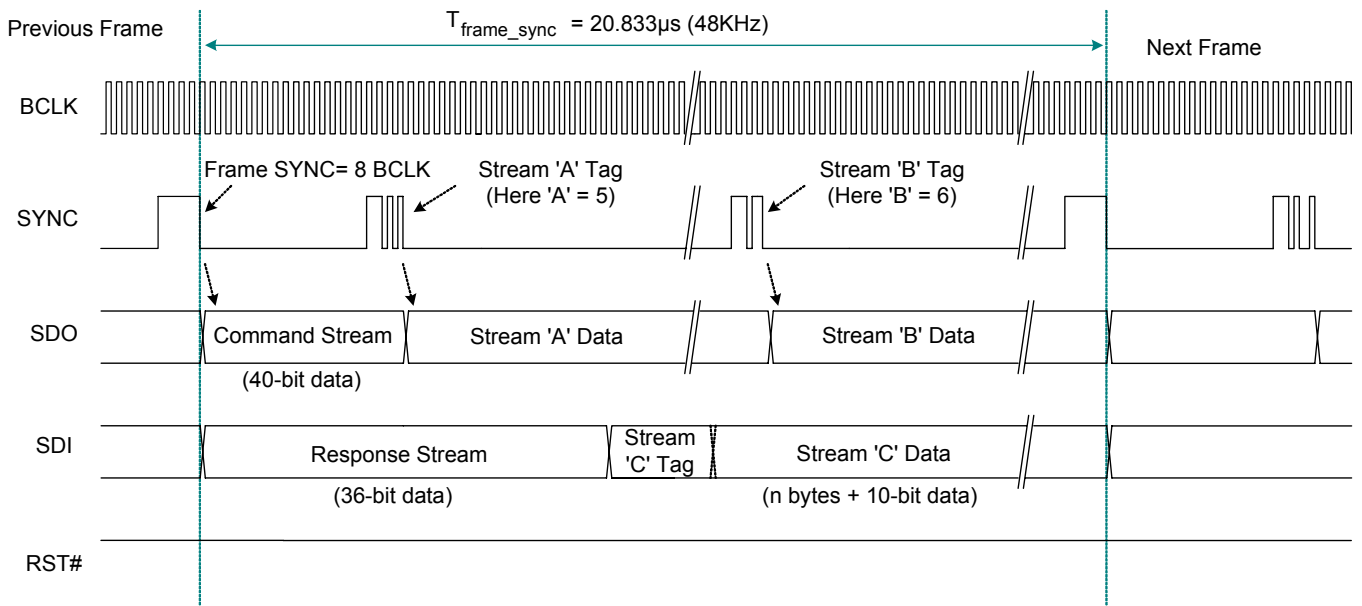 Previous Frame
T frame_sync = 20.833µs (48KHz)
Next Frame
BCLK
Frame SYNC= 8 BCLK
Stream 'A' Tag
(Here 'A' = 5)
Stream 'B' Tag
(Here 'B' = 6)
SYNC
SDO
Command Stream
Stream 'A' Data
Stream 'B' Data
(40-bit data)
SDI
Response Stream
Stream
'C' Tag
Stream 'C' Data
(36-bit data)
(n bytes + 10-bit data)
RST#